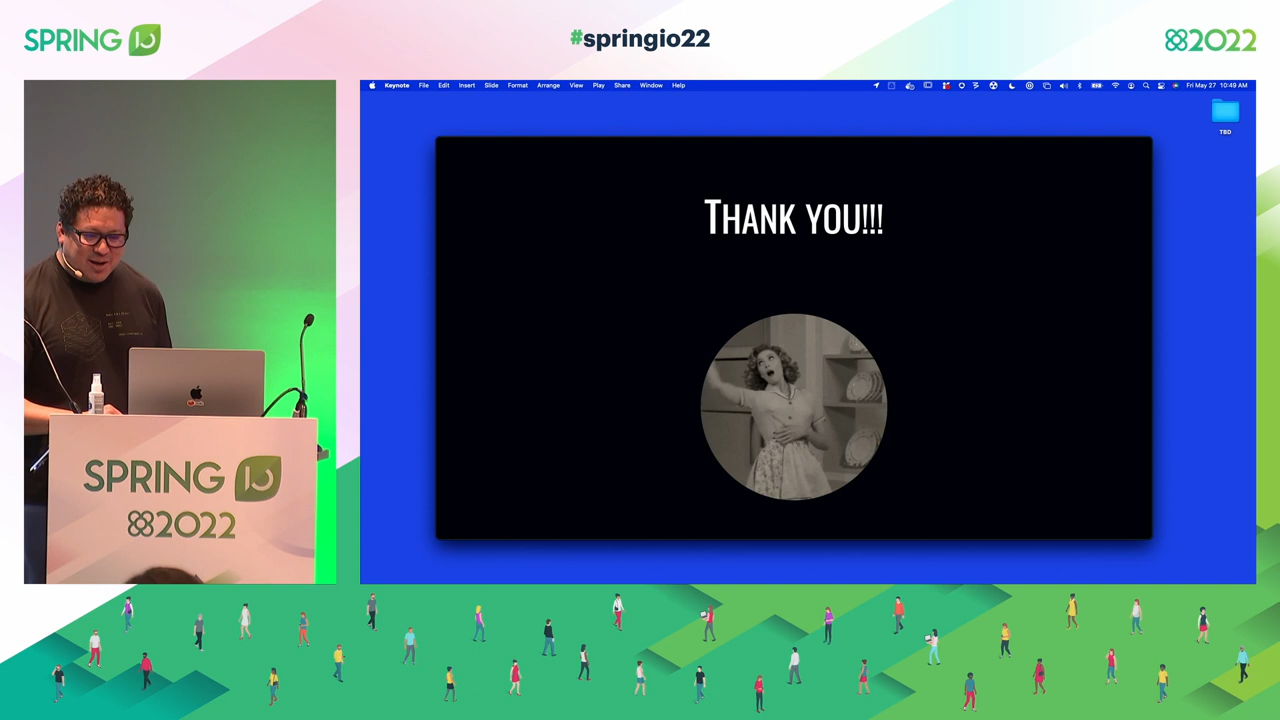 SPRING IO
#springio22
2022
Keynote File Edit Insert Slide Format Arrange View Play Share Window Help
Fri May 27 10:49 AM
TBD
THANK YOU!!!
SPRING IO
2022